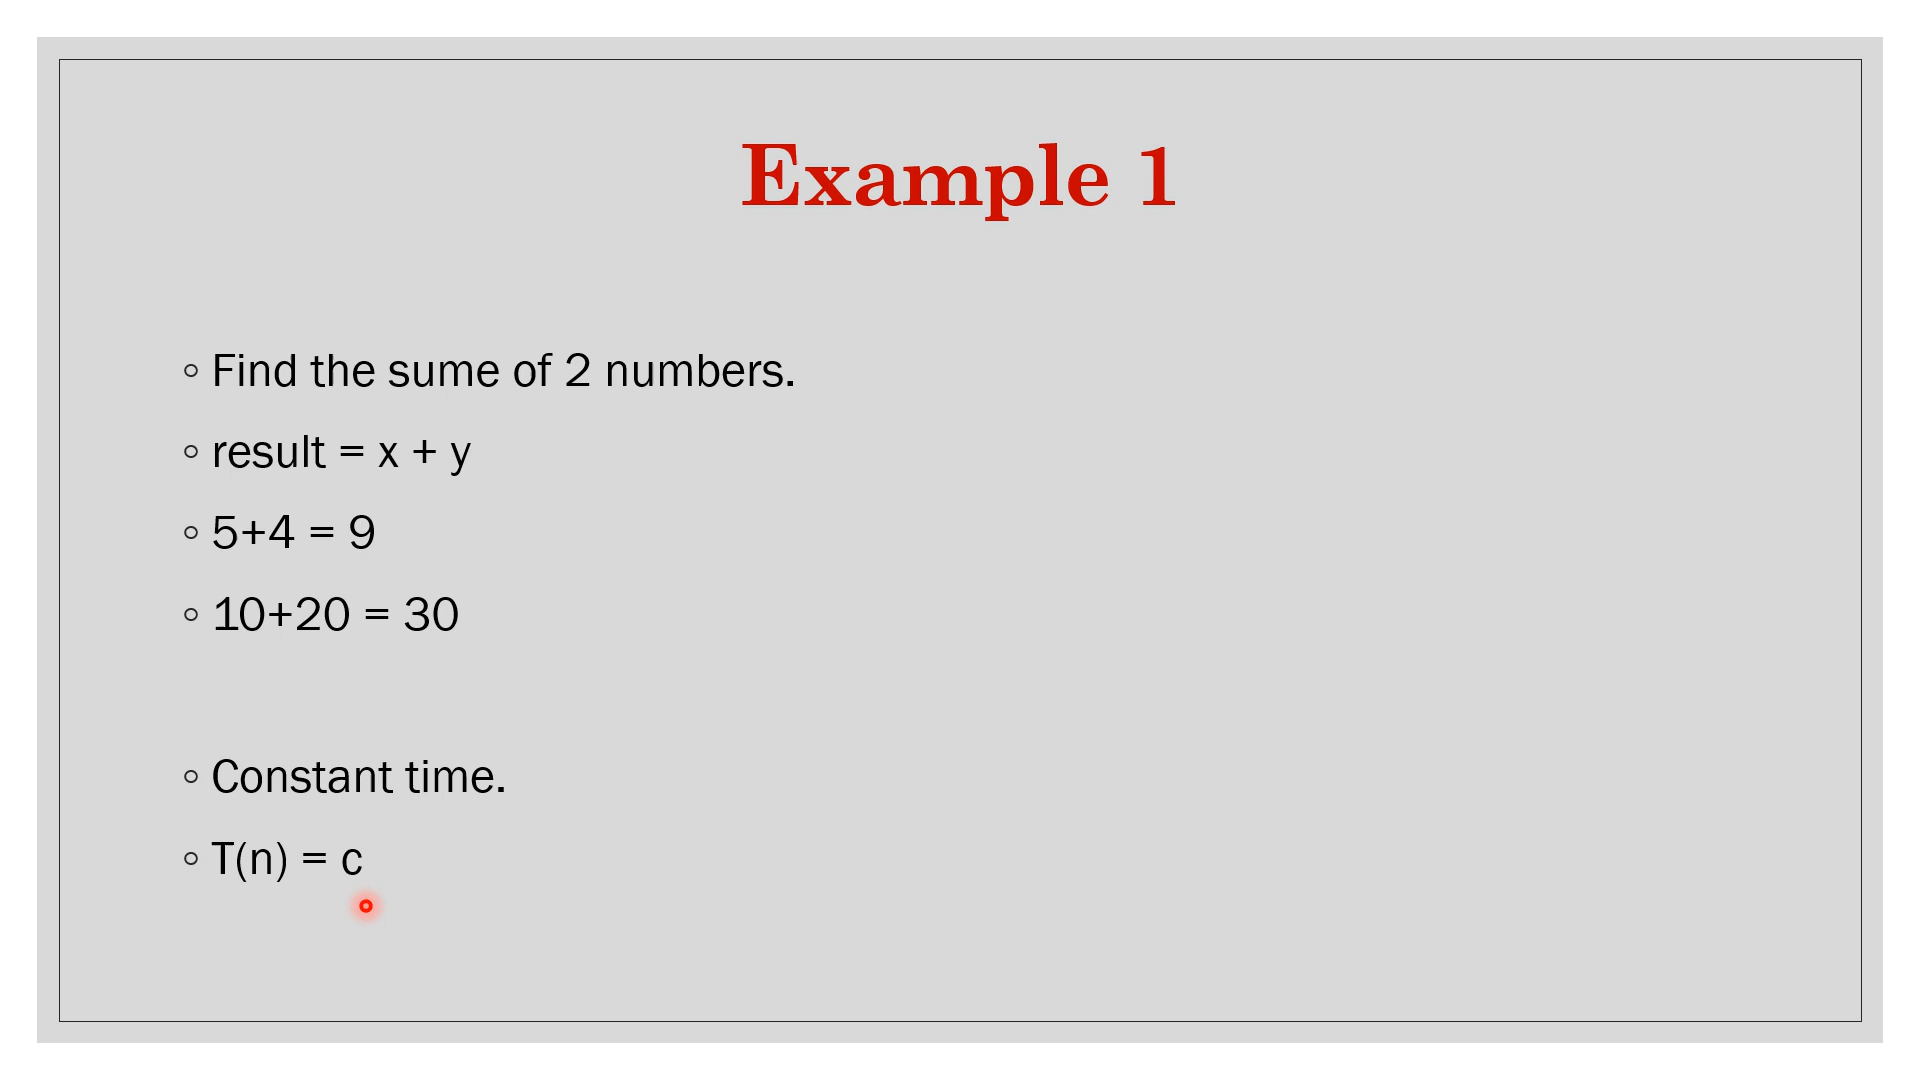 Example 1
Find the sume of 2 numbers.
result = x + y
5+4 = 9
10+20 = 30
Constant time.
T(n) = c